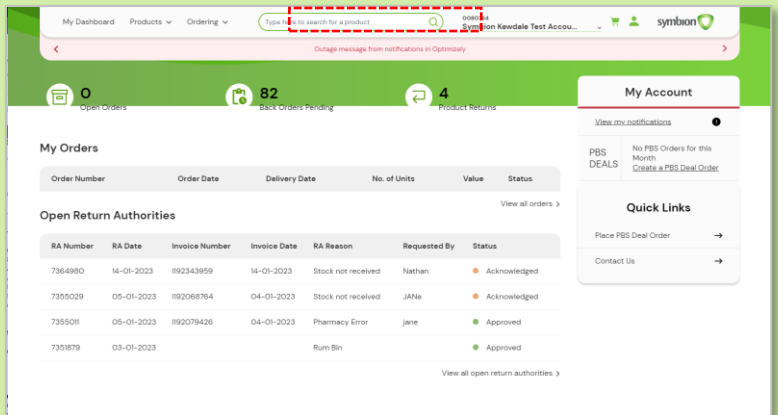 My Dashboard Products Ordering Type here to search for a product
Symbion Kewdale Test Accou...
symbion
Outage message from notifications in Optimizely
0
Open Orders
82
Back Orders Pending
4
Product Returns
My Account
View my notifications
PBS DEALS
No PBS Orders for this Month
Create a PBS Deal Order
My Orders
Order Number Order Date Delivery Date No. of Units Value Status
View all orders
Quick Links
Place PBS Deal Order
Contact Us
Open Return Authorities
RA Number RA Date Invoice Number Invoice Date RA Reason Requested By Status
7364980 14-01-2023 1192343959 14-01-2023 Stock not received Nathan Acknowledged
7355029 05-01-2023 1192068764 04-01-2023 Stock not received JANe Acknowledged
7355011 05-01-2023 1192079426 04-01-2023 Pharmacy Error jane Approved
7351879 03-01-2023 Rum Bin Approved
View all open return authorities